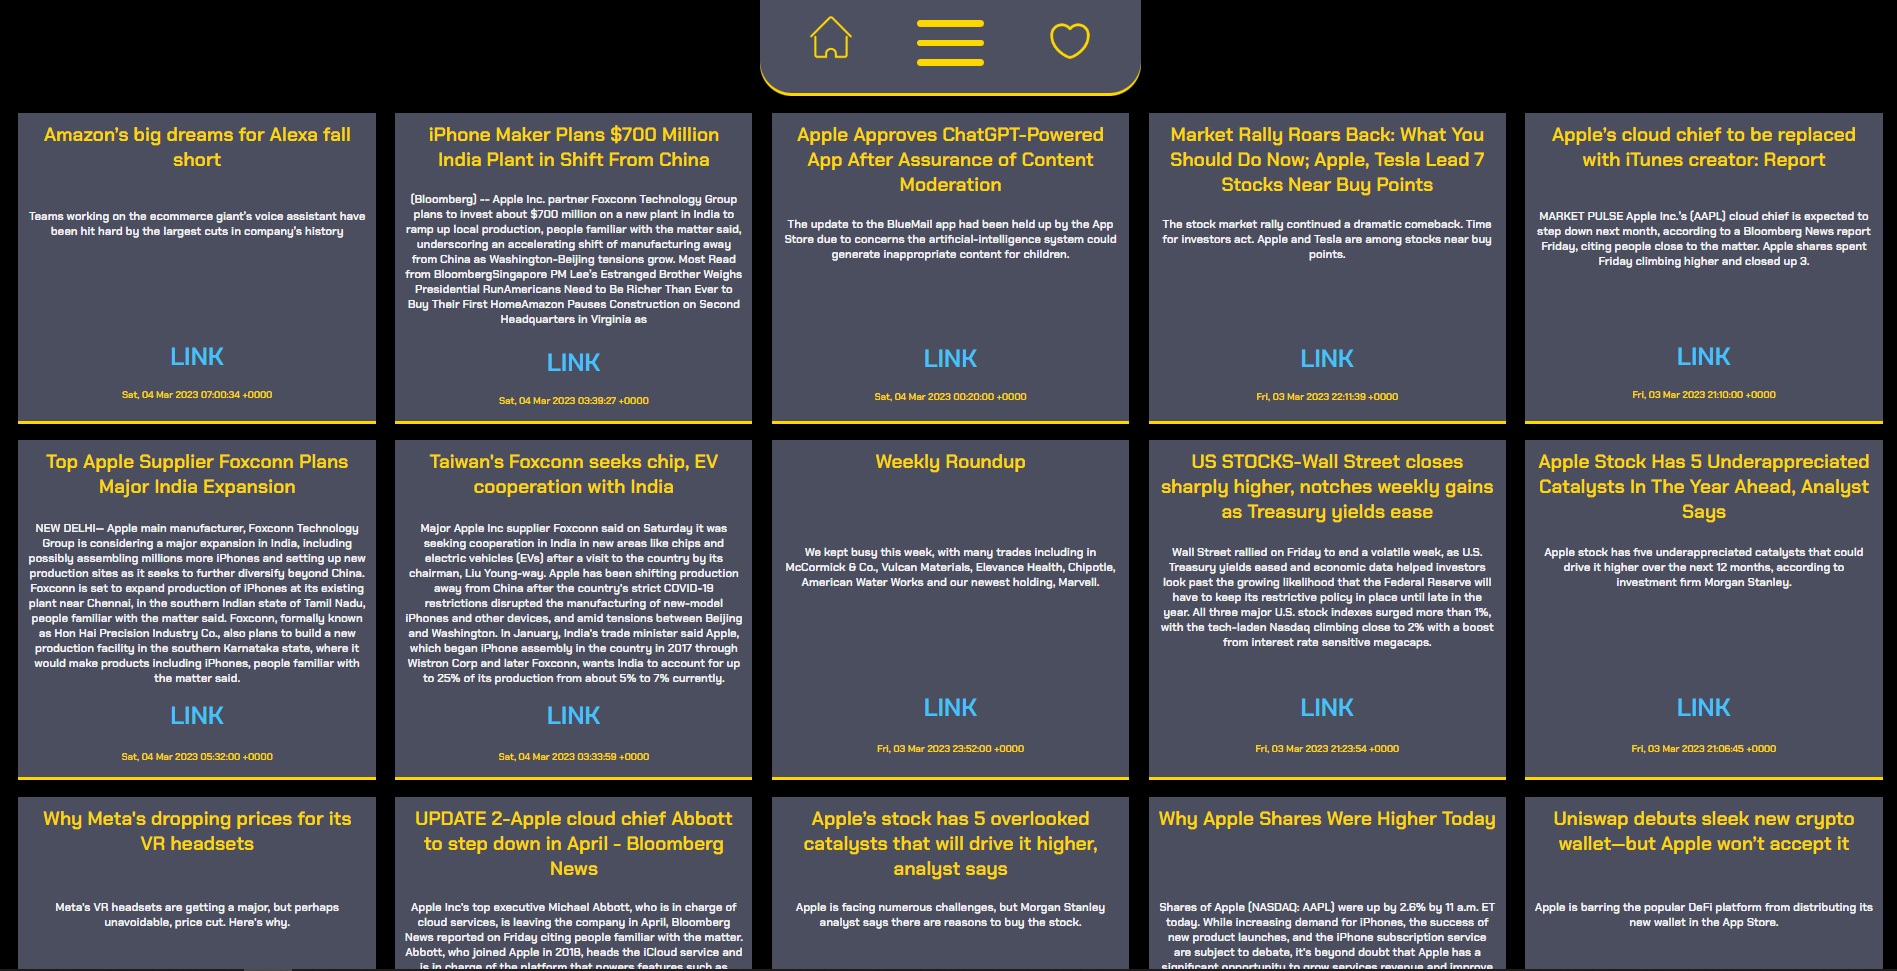 Amazon's big dreams for Alexa fall
short
Teams working on the ecommerce giant's voice assistant have
been hit hard by the largest cuts in company's history
LINK
Sat, 04 Mar 2023 07:00:34 +0000
iPhone Maker Plans $700 Million
India Plant in Shift From China
(Bloomberg) -- Apple Inc. partner Foxconn Technology Group
plans to invest about $700 million on a new plant in India to
ramp up local production, people familiar with the matter said,
underscoring an accelerating shift of manufacturing away
from China as Washington-Beijing tensions grow. Most Read
from BloombergSingapore PM Lee's Estranged Brother Weighs
Presidential RunAmericans Need to Be Richer Than Ever to
Buy Their First HomeAmazon Pauses Construction on Second
Headquarters in Virginia as
LINK
Sat, 04 Mar 2023 03:39:27 +0000
Apple Approves ChatGPT-Powered
App After Assurance of Content
Moderation
The update to the BlueMail app had been held up by the App
Store due to concerns the artificial-intelligence system could
generate inappropriate content for children.
LINK
Sat, 04 Mar 2023 00:20:00 +0000
Market Rally Roars Back: What You
Should Do Now; Apple, Tesla Lead 7
Stocks Near Buy Points
The stock market rally continued a dramatic comeback. Time
for investors act. Apple and Tesla are among stocks near buy
points.
LINK
Fri, 03 Mar 2023 22:11:39 +0000
Apple's cloud chief to be replaced
with iTunes creator: Report
MARKET PULSE Apple Inc.'s (AAPL) cloud chief is expected to
step down next month, according to a Bloomberg News report
Friday, citing people close to the matter. Apple shares spent
Friday climbing higher and closed up 3.
LINK
Fri, 03 Mar 2023 21:10:00 +0000
Top Apple Supplier Foxconn Plans
Major India Expansion
NEW DELHI— Apple main manufacturer, Foxconn Technology
Group is considering a major expansion in India, including
possibly assembling millions more iPhones and setting up new
production sites as it seeks to further diversify beyond China.
Foxconn is set to expand production of iPhones at its existing
plant near Chennai, in the southern Indian state of Tamil Nadu,
people familiar with the matter said. Foxconn, formally known
as Hon Hai Precision Industry Co., also plans to build a new
production facility in the southern Karnataka state, where it
would make products including iPhones, people familiar with
the matter said.
LINK
Sat, 04 Mar 2023 05:32:00 +0000
Taiwan's Foxconn seeks chip, EV
cooperation with India
Major Apple Inc supplier Foxconn said on Saturday it was
seeking cooperation in India in new areas like chips and
electric vehicles (EVs) after a visit to the country by its
chairman, Liu Young-way. Apple has been shifting production
away from China after the country's strict COVID-19
restrictions disrupted the manufacturing of new-model
iPhones and other devices, and amid tensions between Beijing
and Washington. In January, India's trade minister said Apple,
which began iPhone assembly in the country in 2017 through
Wistron Corp and later Foxconn, wants India to account for up
to 25% of its production from about 5% to 7% currently.
LINK
Sat, 04 Mar 2023 03:33:59 +0000
Weekly Roundup
We kept busy this week, with many trades including in
McCormick & Co., Vulcan Materials, Elevance Health, Chipotle,
American Water Works and our newest holding, Marvell.
LINK
Fri, 03 Mar 2023 23:52:00 +0000
US STOCKS-Wall Street closes
sharply higher, notches weekly gains
as Treasury yields ease
Wall Street rallied on Friday to end a volatile week, as U.S.
Treasury yields eased and economic data helped investors
look past the growing likelihood that the Federal Reserve will
have to keep its restrictive policy in place until late in the
year. All three major U.S. stock indexes surged more than 1%,
with the tech-laden Nasdaq climbing close to 2% with a boost
from interest rate sensitive megacaps.
LINK
Fri, 03 Mar 2023 21:23:54 +0000
Apple Stock Has 5 Underappreciated
Catalysts In The Year Ahead, Analyst
Says
Apple stock has five underappreciated catalysts that could
drive it higher over the next 12 months, according to
investment firm Morgan Stanley.
LINK
Fri, 03 Mar 2023 21:06:45 +0000
Why Meta's dropping prices for its
VR headsets
Meta's VR headsets are getting a major, but perhaps
unavoidable, price cut. Here's why.
UPDATE 2-Apple cloud chief Abbott
to step down in April - Bloomberg
News
Apple Inc's top executive Michael Abbott, who is in charge of
cloud services, is leaving the company in April, Bloomberg
News reported on Friday citing people familiar with the matter.
Abbott, who joined Apple in 2018, heads the iCloud service and
is in charge of the platform that powers features such as
Apple's stock has 5 overlooked
catalysts that will drive it higher,
analyst says
Apple is facing numerous challenges, but Morgan Stanley
analyst says there are reasons to buy the stock.
Why Apple Shares Were Higher Today
Shares of Apple (NASDAQ: AAPL) were up by 2.6% by 11 a.m. ET
today. While increasing demand for iPhones, the success of
new product launches, and the iPhone subscription service
are subject to debate, it's beyond doubt that Apple has a
significant opportunity to grow services revenue and improve
Uniswap debuts sleek new crypto
wallet—but Apple won't accept it
Apple is barring the popular DeFi platform from distributing its
new wallet in the App Store.